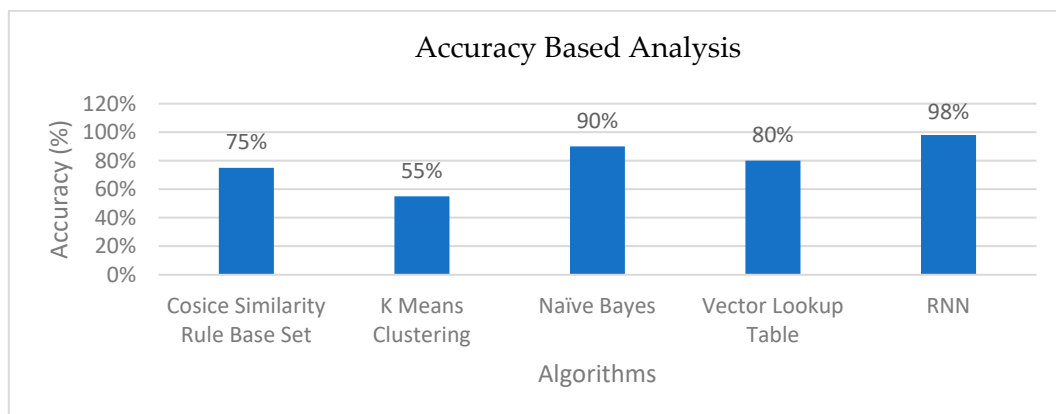 Accuracy Based Analysis
Accuracy (%)
120%
100%
80%
60%
40%
20%
0%
75%
55%
90%
80%
98%
Cosice Similarity
Rule Base Set
K Means
Clustering
Naïve Bayes
Vector Lookup
Table
RNN
Algorithms